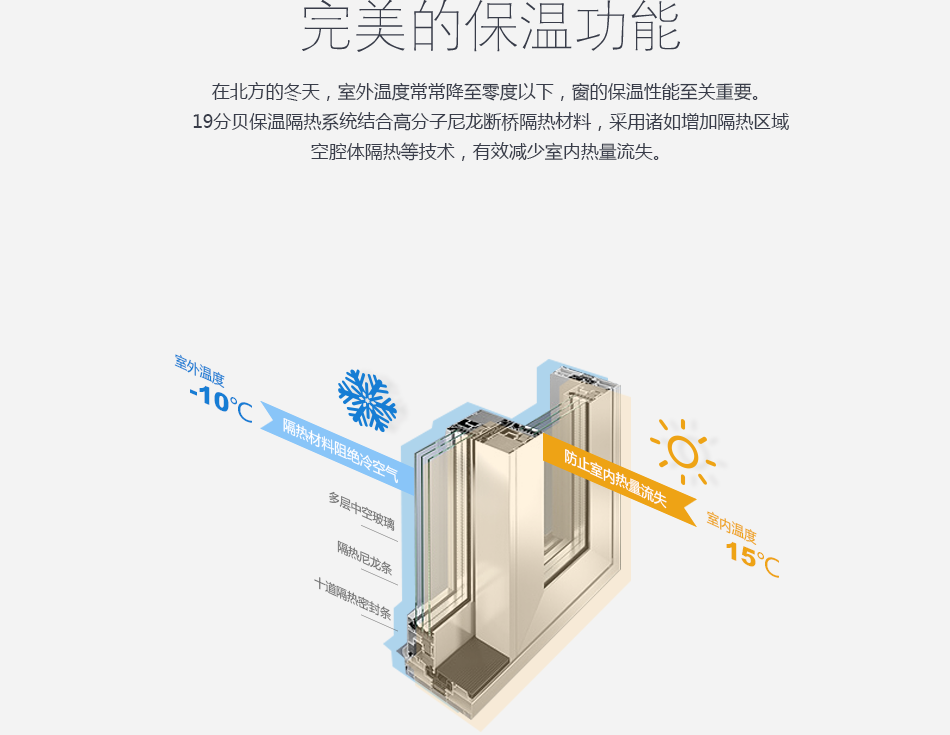 完美的保温功能
在北方的冬天，室外温度常常降至零度以下，窗的保温性能至关重要。
19分贝保温隔热系统结合高分子尼龙断桥隔热材料，采用诸如增加隔热区域
空腔体隔热等技术，有效减少室内热量流失。
室外温度
-10℃
隔热材料阻绝冷空气
防止室内热量流失
多层中空玻璃
室内温度
15℃
隔热尼龙条
十道隔热密封条